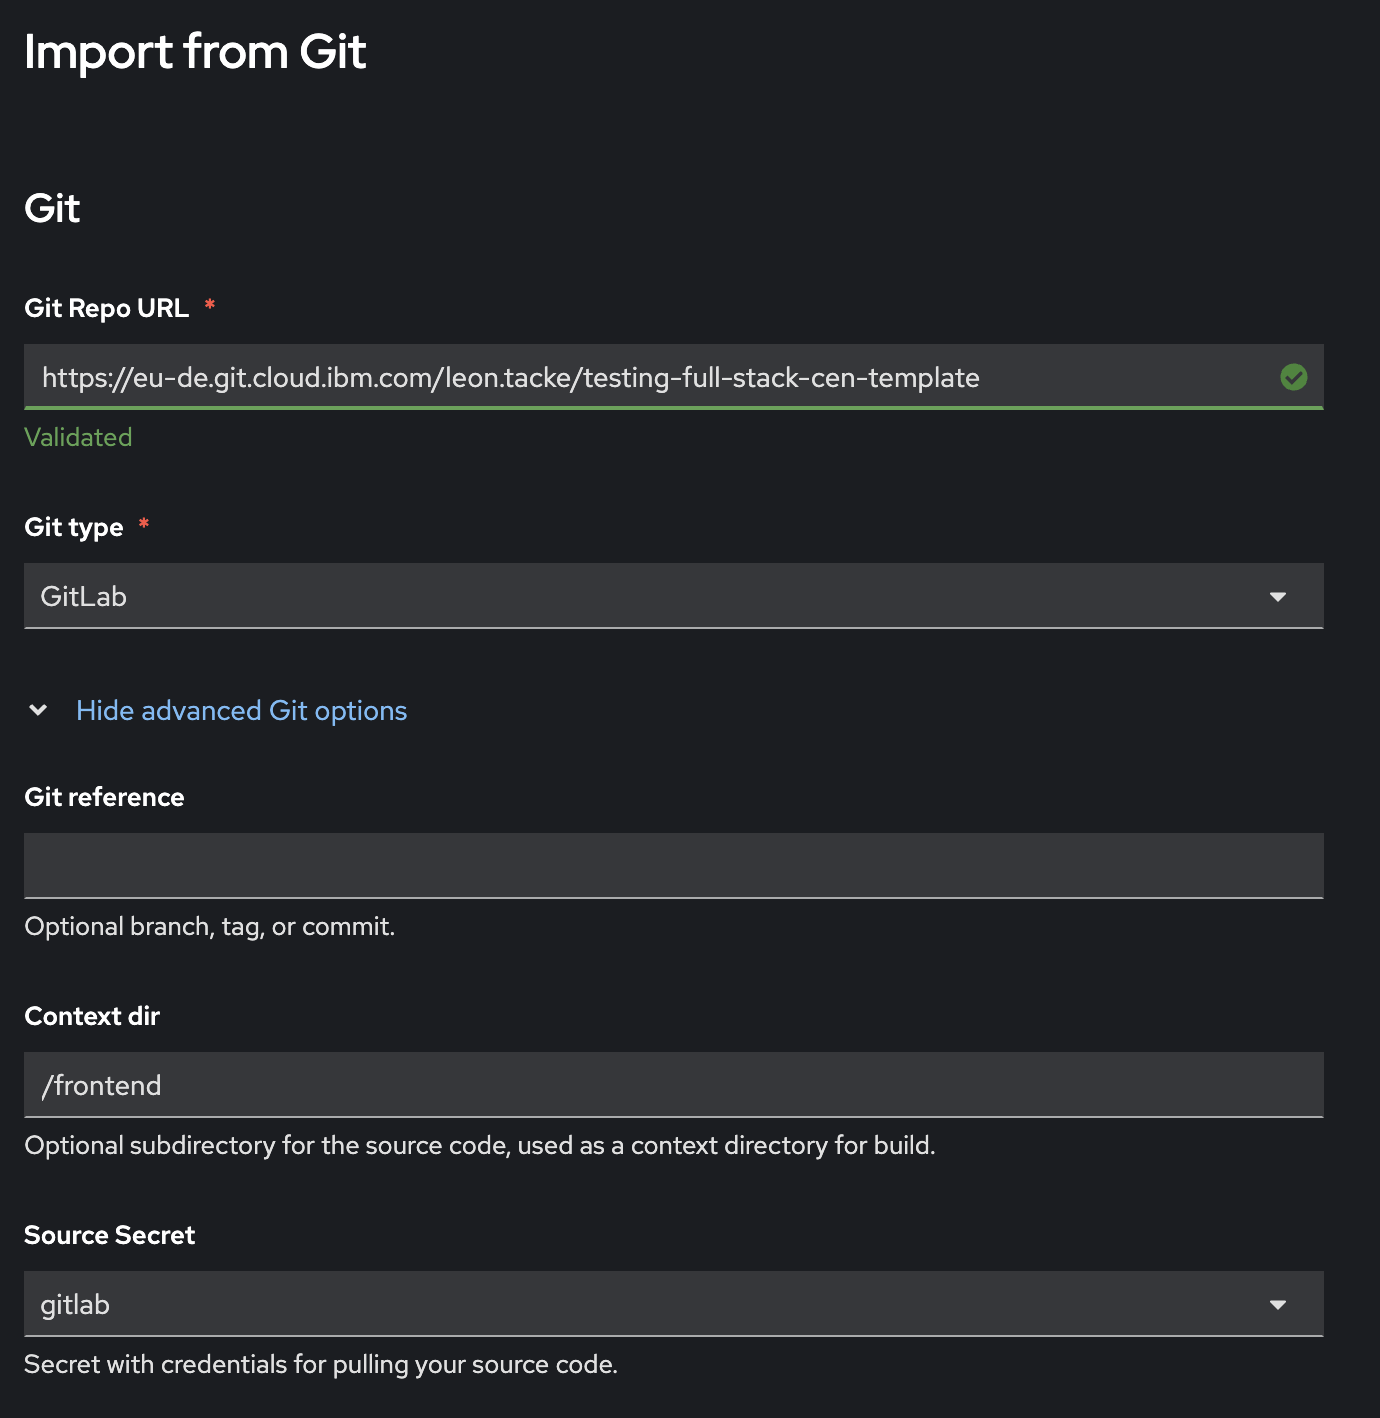 Import from Git
Git
Git Repo URL *
https://eu-de.git.cloud.ibm.com/leon.tacke/testing-full-stack-cen-template
Validated
Git type *
GitLab
Hide advanced Git options
Git reference
Optional branch, tag, or commit.
Context dir
/frontend
Optional subdirectory for the source code, used as a context directory for build.
Source Secret
gitlab
Secret with credentials for pulling your source code.